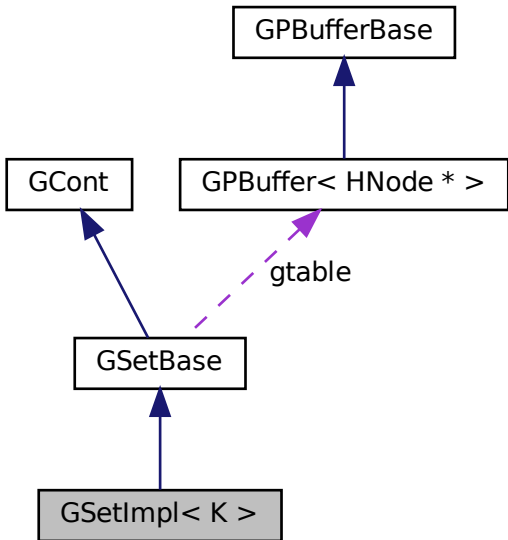 GPBufferBase
GCont
GPBuffer< HNode * >
gtable
GSetBase
GSetImpl< K >